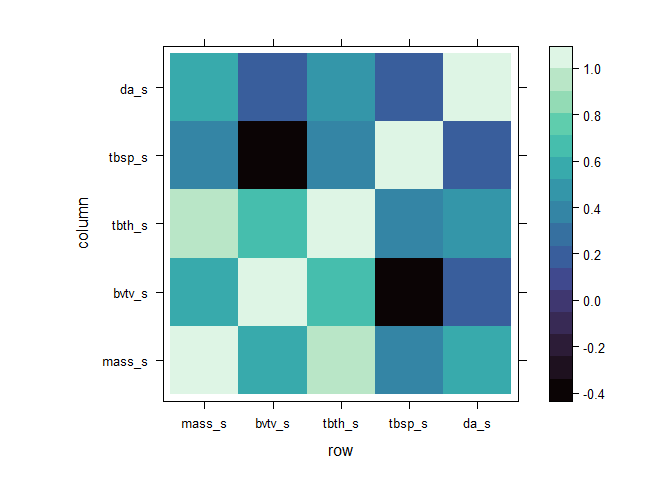 da_s
tbsp_s
tbth_s
bvtv_s
mass_s
column
mass_s bvtv_s tbth_s tbsp_s da_s
row
1.0
0.8
0.6
0.4
0.2
0.0
-0.2
-0.4